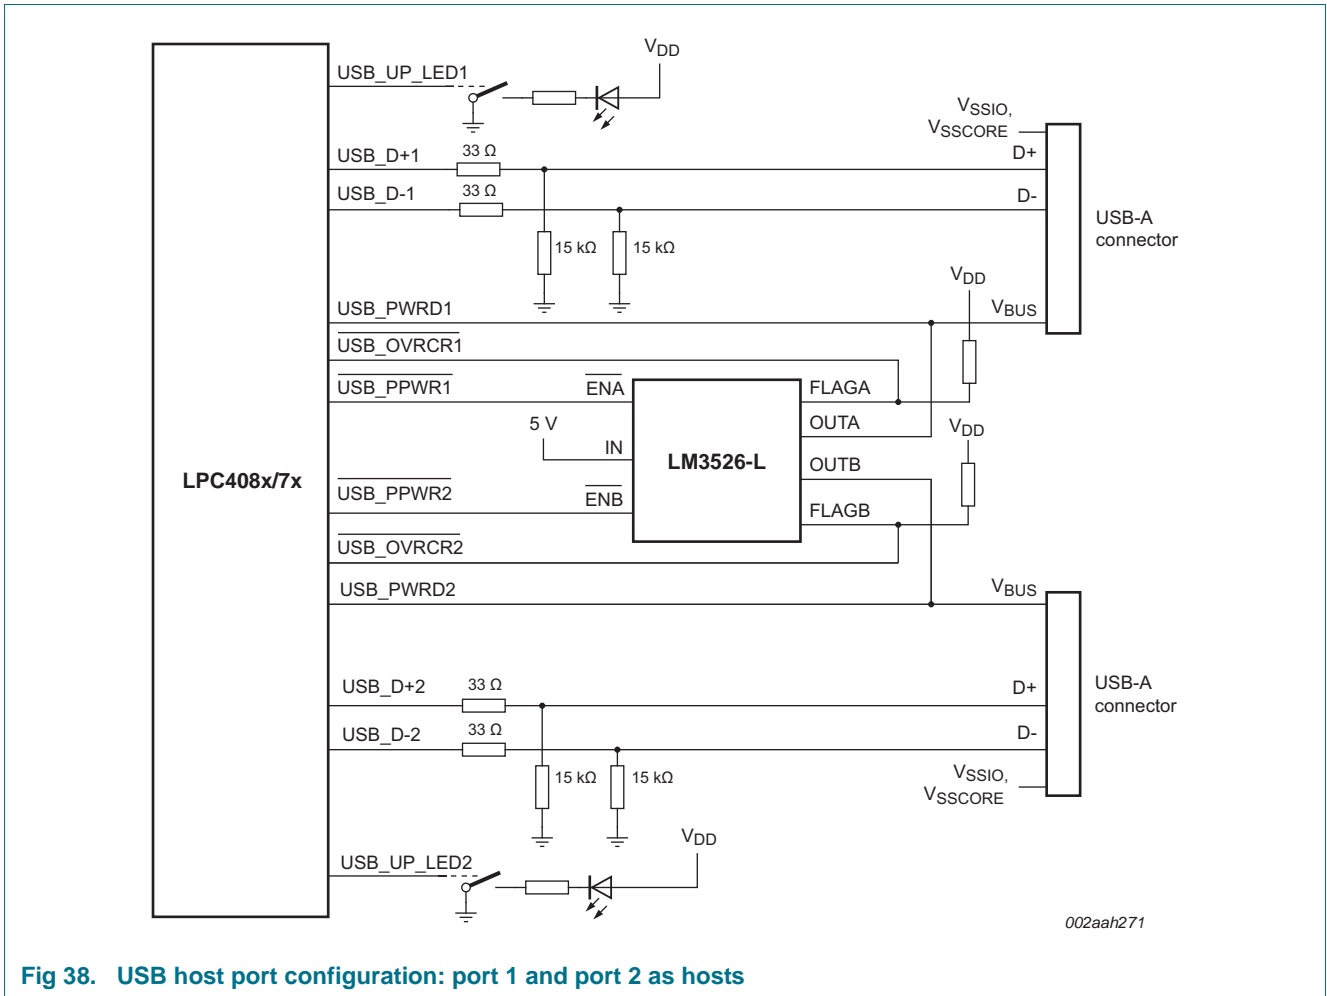 VDD
USB_UP_LED1
VSSIO,
VSSCORE
USB_D+1
33 Ω
D+
USB_D-1
33 Ω
D-
USB-A
connector
15 kΩ
15 kΩ
VDD
USB_PWRD1
VBUS
USB_OVRCR1
USB_PPWR1
ENA
FLAGA
5 V
OUTA
VDD
IN
LM3526-L
OUTB
LPC408x/7x
USB_PPWR2
ENB
FLAGB
USB_OVRCR2
USB_PWRD2
VBUS
USB_D+2
33 Ω
D+
USB-A
connector
USB_D-2
33 Ω
D-
15 kΩ
15 kΩ
VSSIO,
VSSCORE
VDD
USB_UP_LED2
002aah271
Fig 38. USB host port configuration: port 1 and port 2 as hosts